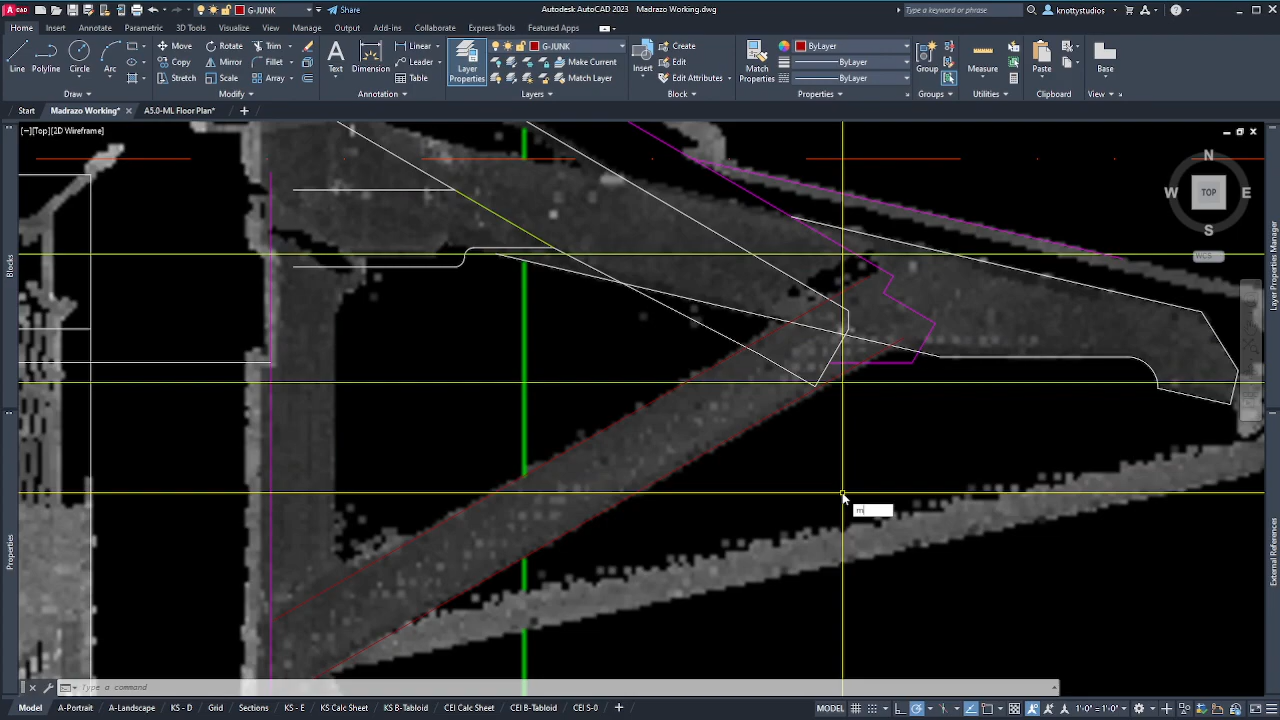 CAD
G-JUNK
Share
Autodesk AutoCAD 2023
Madrazo Working.dwg
Type a keyword or phrase
knottystudios
Home
Insert
Annotate
Parametric
3D Tools
Visualize
View
Manage
Output
Add-ins
Collaborate
Express Tools
Featured Apps
Line
Polyline
Circle
Arc
Move
Copy
Stretch
Rotate
Mirror
Scale
Trim
Fillet
Array
Text
Dimension
Linear
Leader
Table
Layer Properties
G-JUNK
Make Current
Match Layer
Insert
Create
Edit
Edit Attributes
Match Properties
ByLayer
ByLayer
ByLayer
Group
Measure
Paste
Base
Draw
Modify
Annotation
Layers
Block
Properties
Groups
Utilities
Clipboard
View
Start
Madrazo Working*
A5.0-ML Floor Plan*
[−][Top][2D Wireframe]
N
W
TOP
E
S
WCS
Blocks
Properties
Layer Properties Manager
External References
m
Type a command
Model
A-Portrait
A-Landscape
KS - D
Grid
Sections
KS - E
KS Calc Sheet
KS B-Tabloid
CEI Calc Sheet
CEI B-Tabloid
CEI S-0
MODEL
1'-0" = 1'-0"